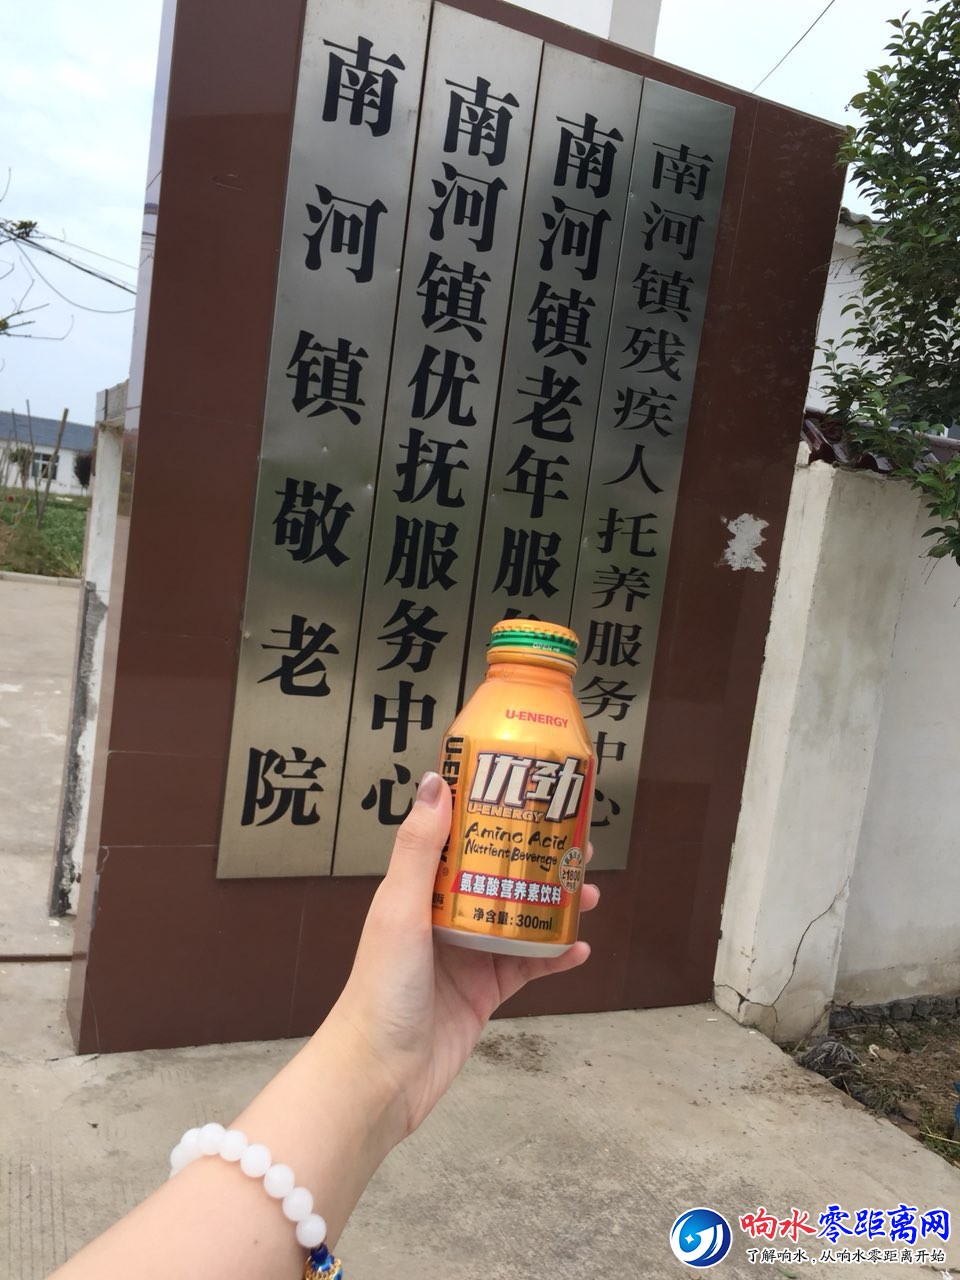 南河镇敬老院
南河镇优抚服务中心
南河镇老年服
南河镇残疾人托养服务中心
OPEN
U-ENERGY
优劲
U-ENERGY
Amino Acid
Nutrient Beverage
≥1800
氨基酸营养素饮料
净含量:300ml
响水零距离网
了解响水,从响水零距离开始